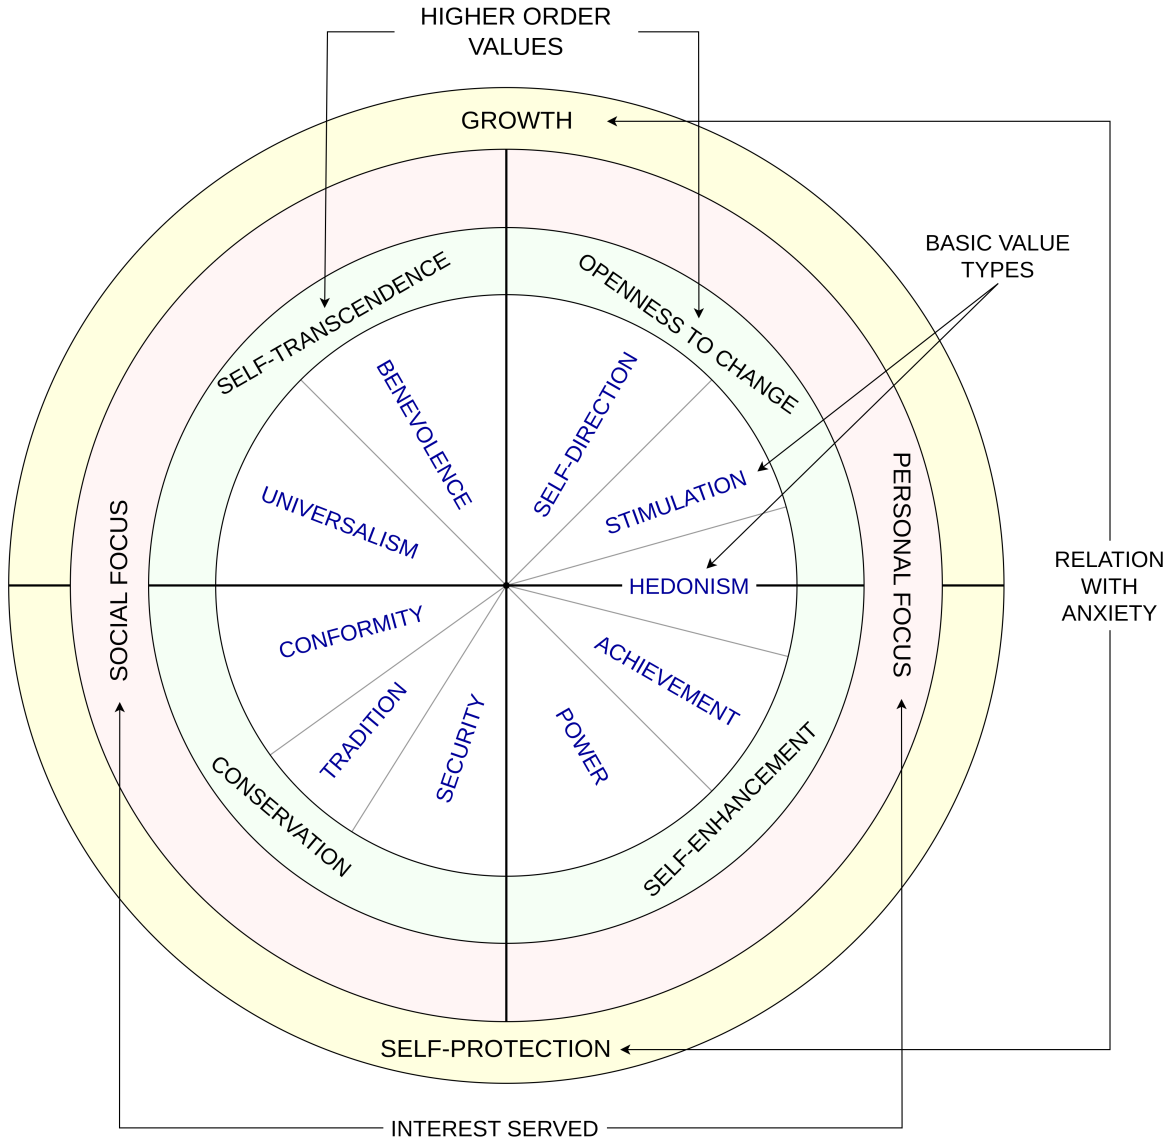 HIGHER ORDER
VALUES
GROWTH
BASIC VALUE
TYPES
SELF-TRANSCENDENCE
OPENNESS TO CHANGE
BENEVOLENCE
SELF-DIRECTION
UNIVERSALISM
STIMULATION
SOCIAL FOCUS
PERSONAL FOCUS
HEDONISM
RELATION
WITH
ANXIETY
CONFORMITY
ACHIEVEMENT
TRADITION
SECURITY
POWER
CONSERVATION
SELF-ENHANCEMENT
SELF-PROTECTION
INTEREST SERVED